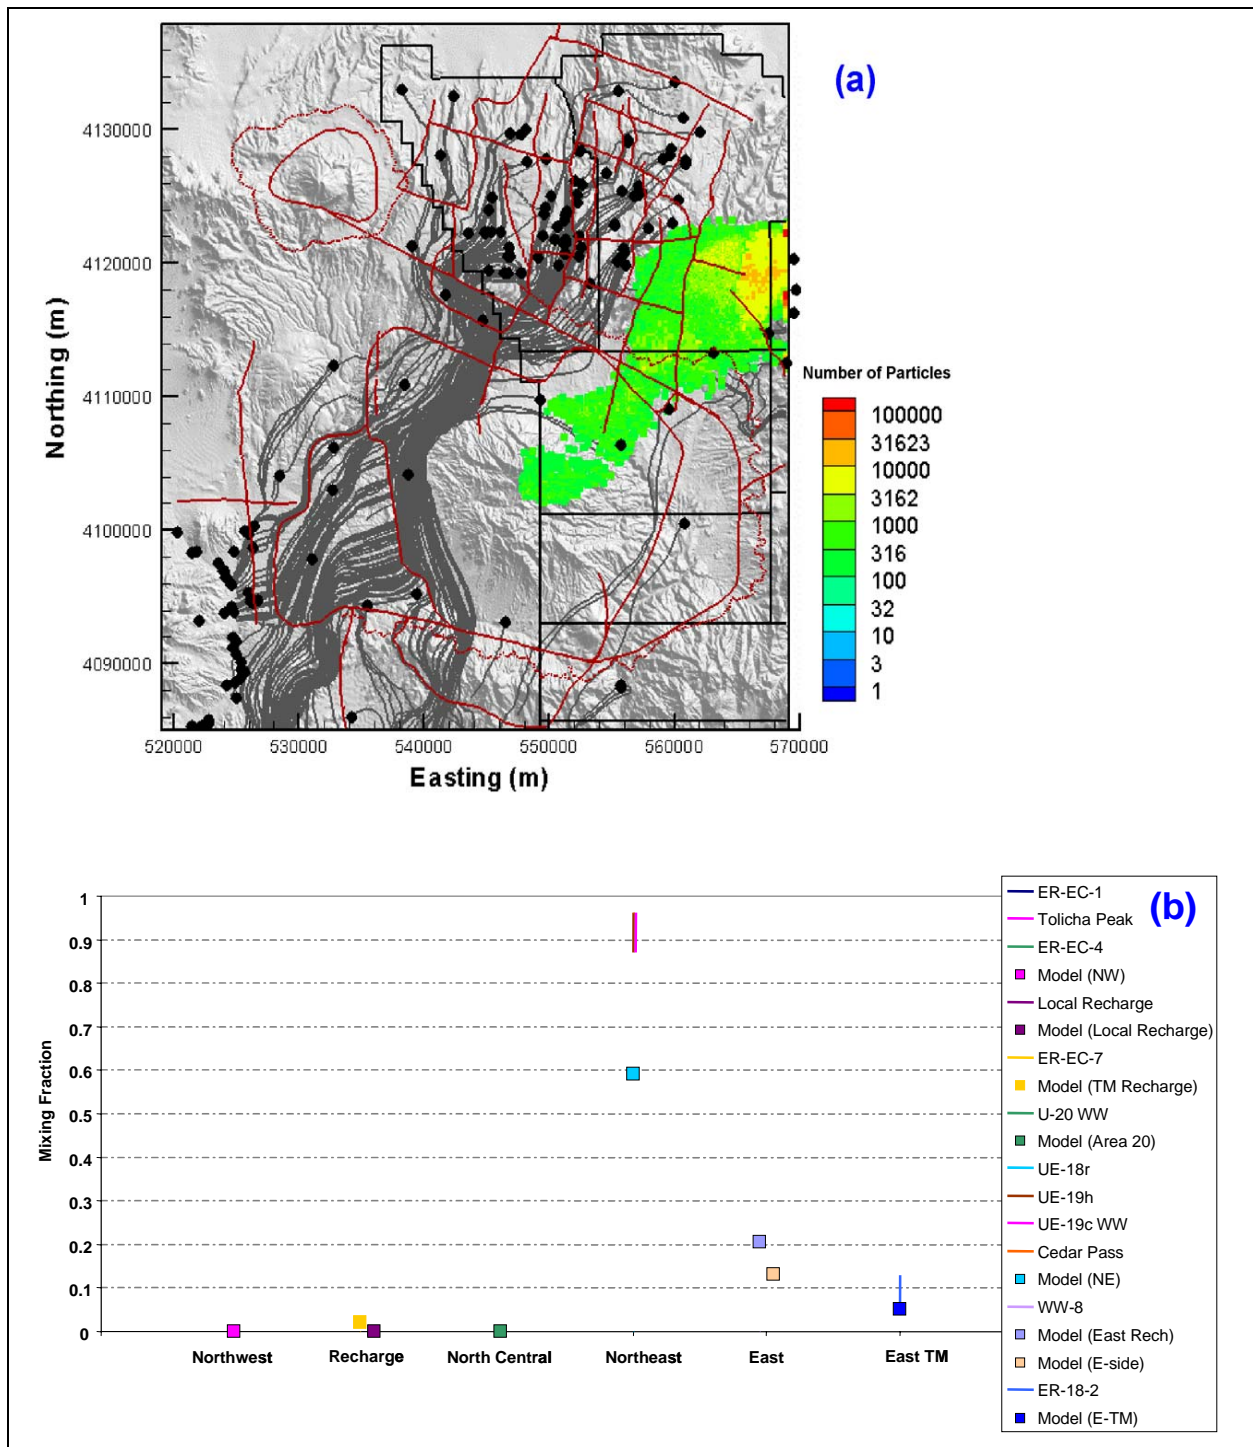 (a)
4130000
4120000
4110000
4100000
4090000
Northing (m)
520000 530000 540000 550000 560000 570000
Easting (m)
Number of Particles
100000
31623
10000
3162
1000
316
100
32
10
3
1
(b)
1
0.9
0.8
0.7
0.6
0.5
0.4
0.3
0.2
0.1
0
Mixing Fraction
Northwest Recharge North Central Northeast East East TM
ER-EC-1
Tolicha Peak
ER-EC-4
Model (NW)
Local Recharge
Model (Local Recharge)
ER-EC-7
Model (TM Recharge)
U-20 WW
Model (Area 20)
UE-18r
UE-19h
UE-19c WW
Cedar Pass
Model (NE)
WW-8
Model (East Rech)
Model (E-side)
ER-18-2
Model (E-TM)